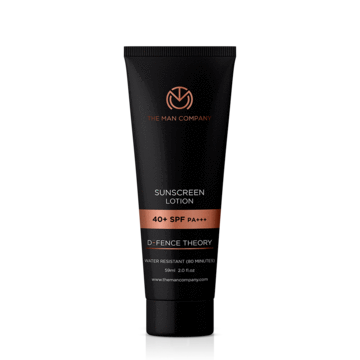 THE MAN COMPANY
SUNSCREEN
LOTION
40+ SPF PA+++
D-FENCE THEORY
WATER RESISTANT (80 MINUTES)
59ml 2.0 fl.oz
www.themancompany.com